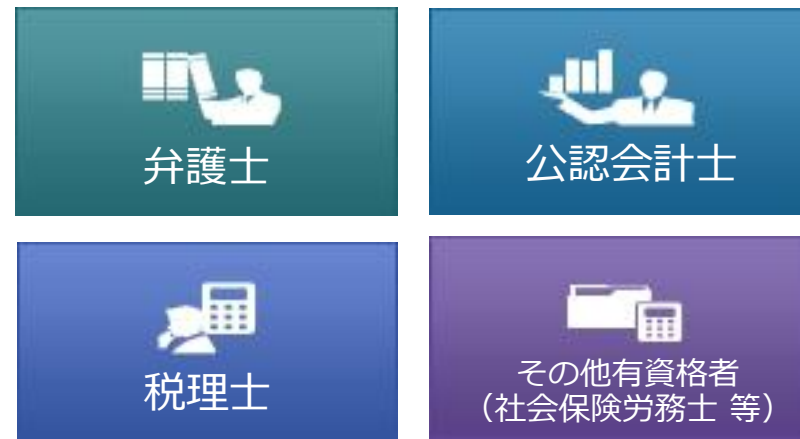 弁護士
公認会計士
税理士
その他有資格者
（社会保険労務士 等）